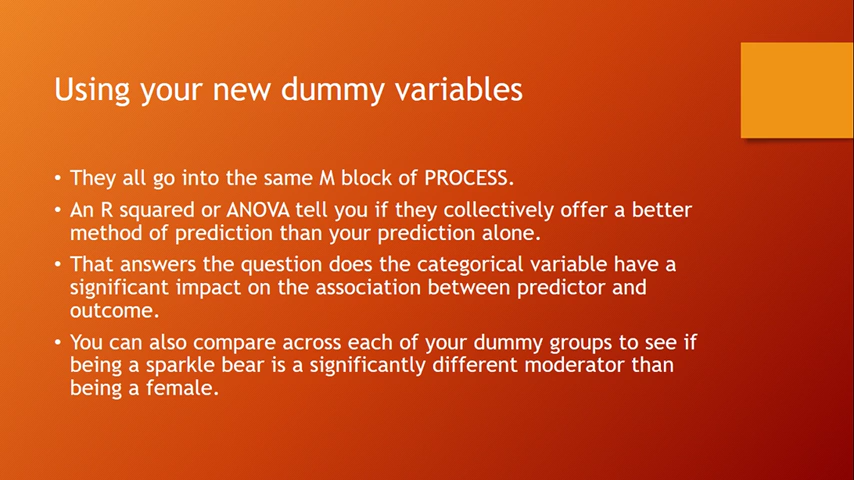 Using your new dummy variables
• They all go into the same M block of PROCESS.
• An R squared or ANOVA tell you if they collectively offer a better
method of prediction than your prediction alone.
• That answers the question does the categorical variable have a
significant impact on the association between predictor and
outcome.
• You can also compare across each of your dummy groups to see if
being a sparkle bear is a significantly different moderator than
being a female.